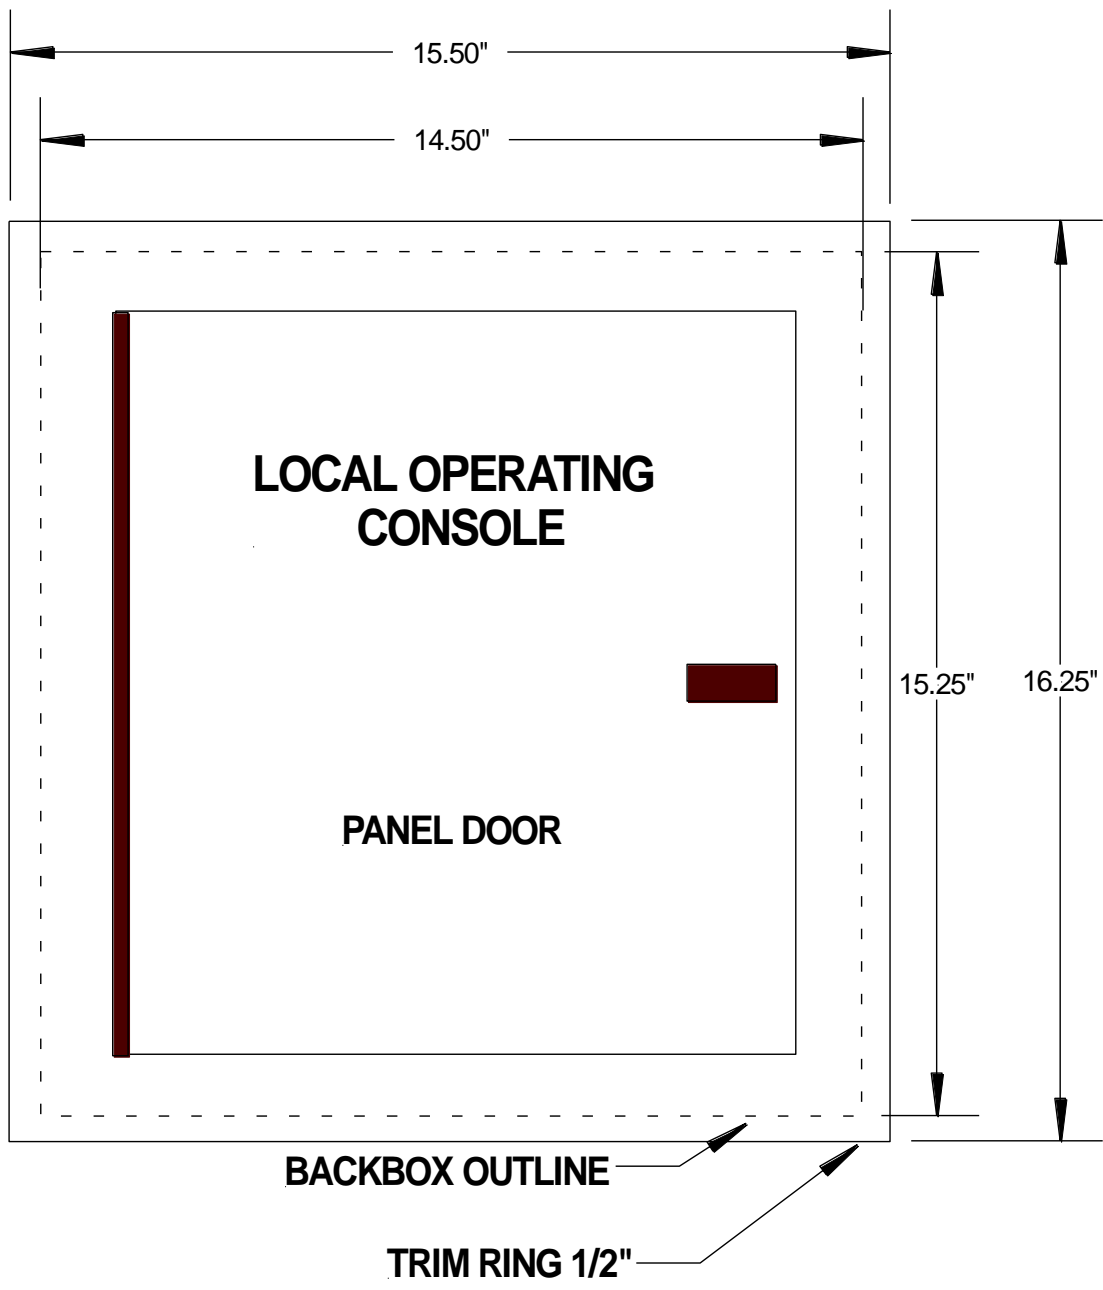 15.50"
14.50"
LOCAL OPERATING
CONSOLE
15.25"
16.25"
PANEL DOOR
BACKBOX OUTLINE
TRIM RING 1/2"